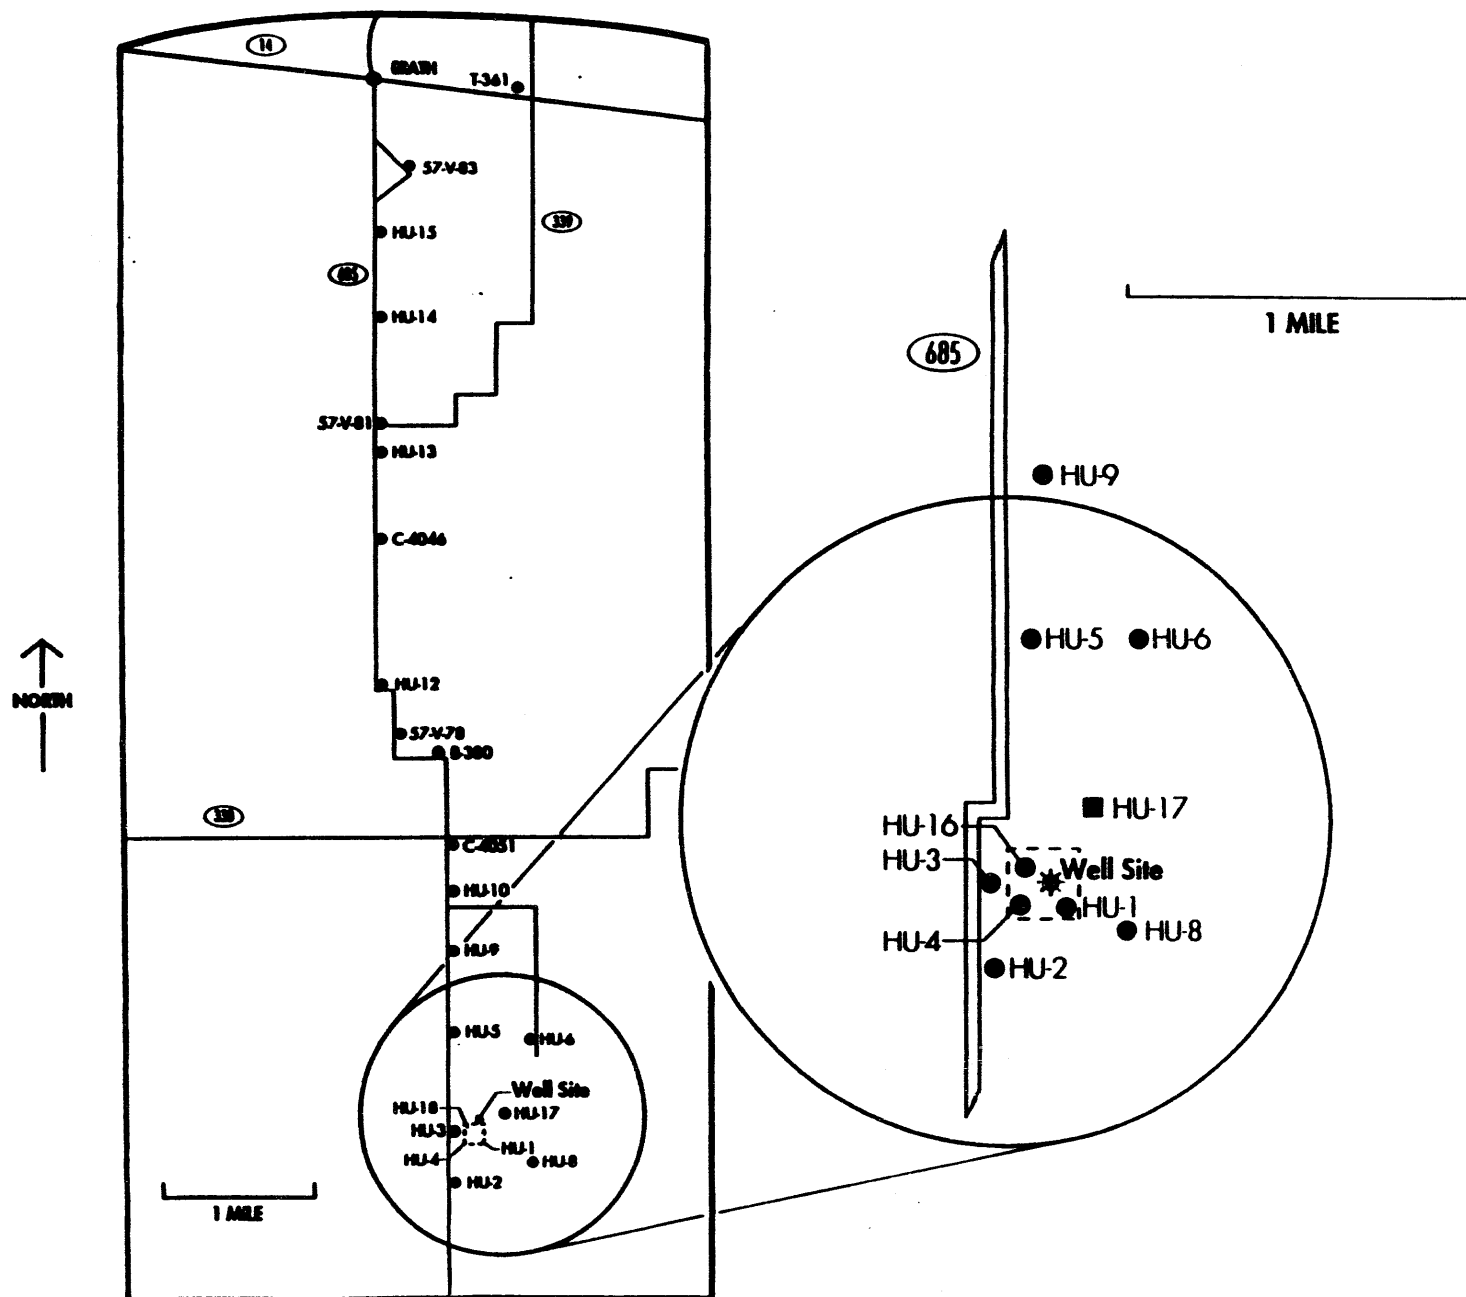 14
ERATH
T-361
57-V-83
339
HU-15
685
HU-14
57-V-81
HU-13
C-4046
HU-12
NORTH
57-V-78
B-380
330
C-4051
HU-10
HU-9
HU-5
HU-6
Well Site
HU-18
HU-17
HU-3
HU-1
HU-4
HU-8
HU-2
1 MILE
1 MILE
685
HU-9
HU-5
HU-6
HU-17
HU-16
HU-3
Well Site
HU-1
HU-4
HU-8
HU-2